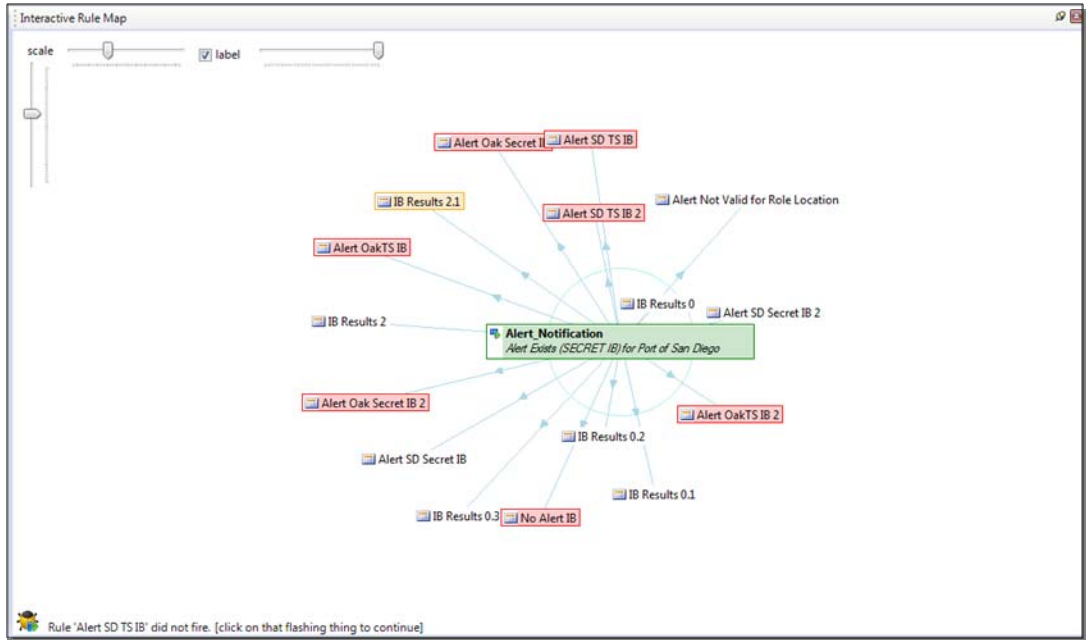 Interactive Rule Map
scale
label
Alert Oak Secret I
Alert SD TS IB
IB Results 2.1
Alert Not Valid for Role Location
Alert SD TS IB 2
Alert OakTS IB
IB Results 0
Alert SD Secret IB 2
IB Results 2
Alert_Notification
Alert Exists (SECRET IB) for Port of San Diego
Alert Oak Secret IB 2
Alert OakTS IB 2
IB Results 0.2
Alert SD Secret IB
IB Results 0.1
IB Results 0.3
No Alert IB
Rule 'Alert SD TS IB' did not fire. [click on that flashing thing to continue]